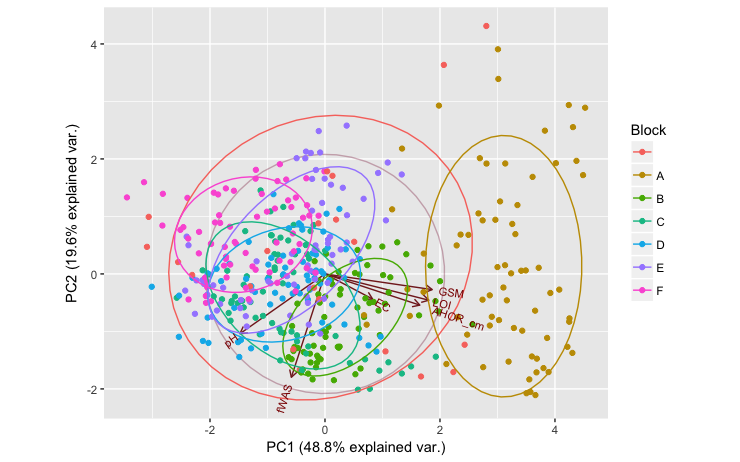 4
2
0
-2
PC2 (19.6% explained var.)
-2
0
2
4
PC1 (48.8% explained var.)
GSM
EC
AHOR_cm
pH
fWAS
Block
A
B
C
D
E
F